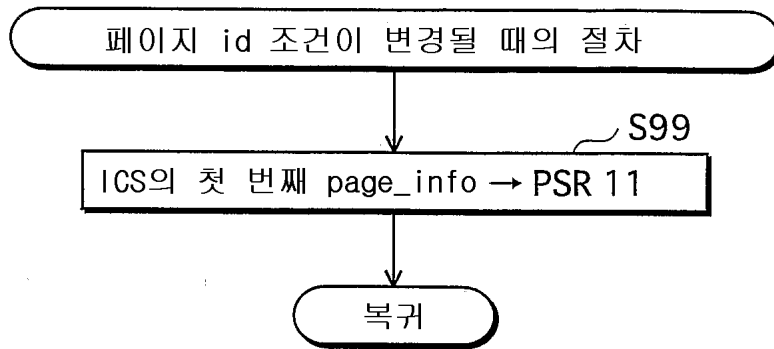 페이지 id 조건이 변경될 때의 절차
S99
ICS의 첫 번째 page_info → PSR 11
복귀